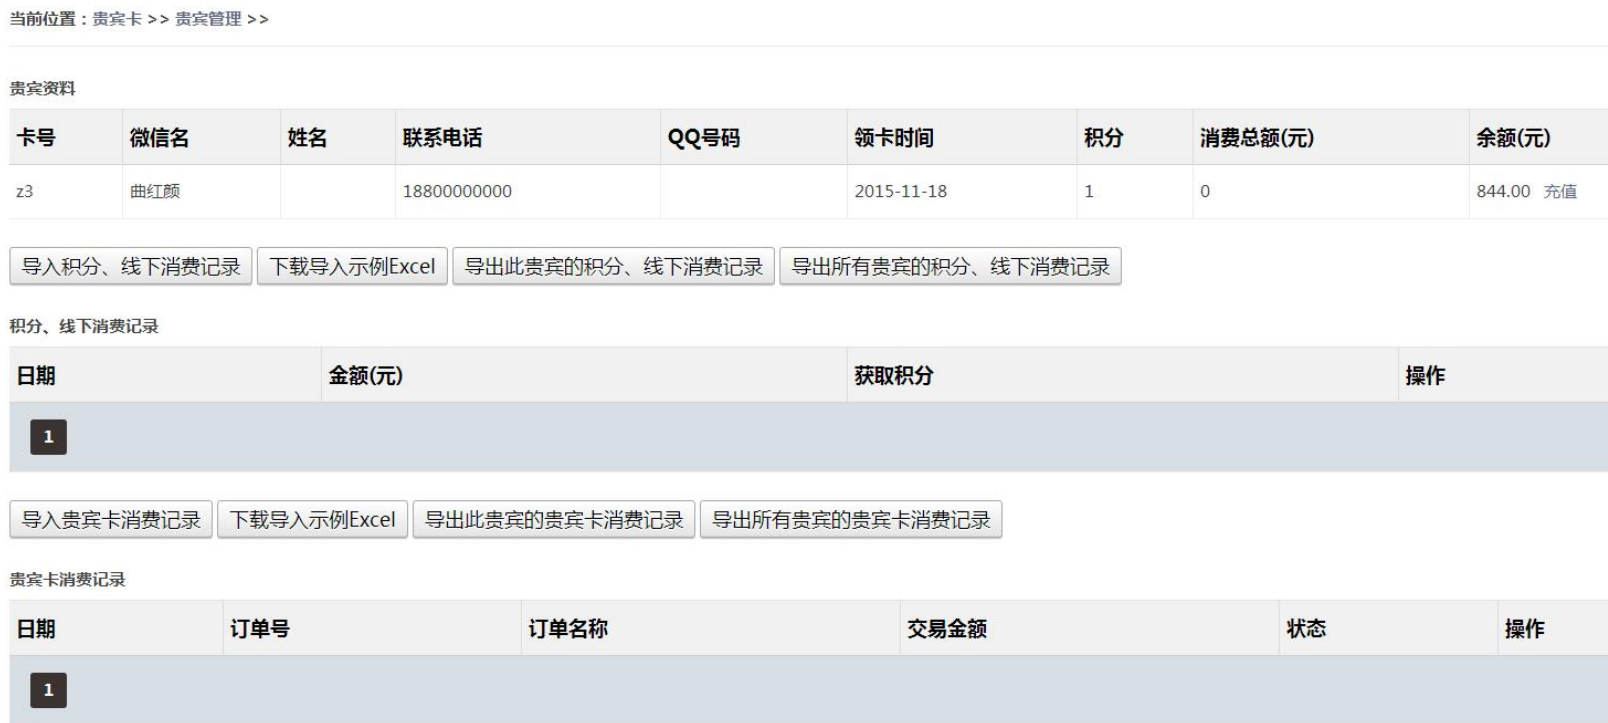 当前位置：贵宾卡 >> 贵宾管理 >>
贵宾资料
卡号 微信名 姓名 联系电话 QQ号码 领卡时间 积分 消费总额(元) 余额(元)
z3 曲红颜 18800000000 2015-11-18 1 0 844.00 充值
导入积分、线下消费记录 下载导入示例Excel 导出此贵宾的积分、线下消费记录 导出所有贵宾的积分、线下消费记录
积分、线下消费记录
日期 金额(元) 获取积分 操作
1
导入贵宾卡消费记录 下载导入示例Excel 导出此贵宾的贵宾卡消费记录 导出所有贵宾的贵宾卡消费记录
贵宾卡消费记录
日期 订单号 订单名称 交易金额 状态 操作
1